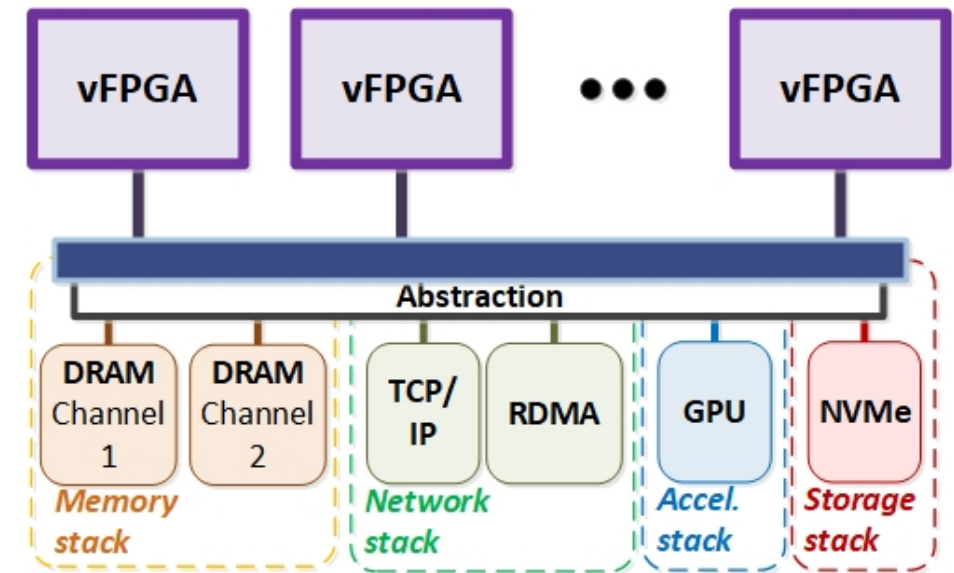 vFPGA
vFPGA
vFPGA
Abstraction
DRAM
Channel
1
DRAM
Channel
2
TCP/
IP
RDMA
GPU
NVMe
Memory
stack
Network
stack
Accel.
stack
Storage
stack